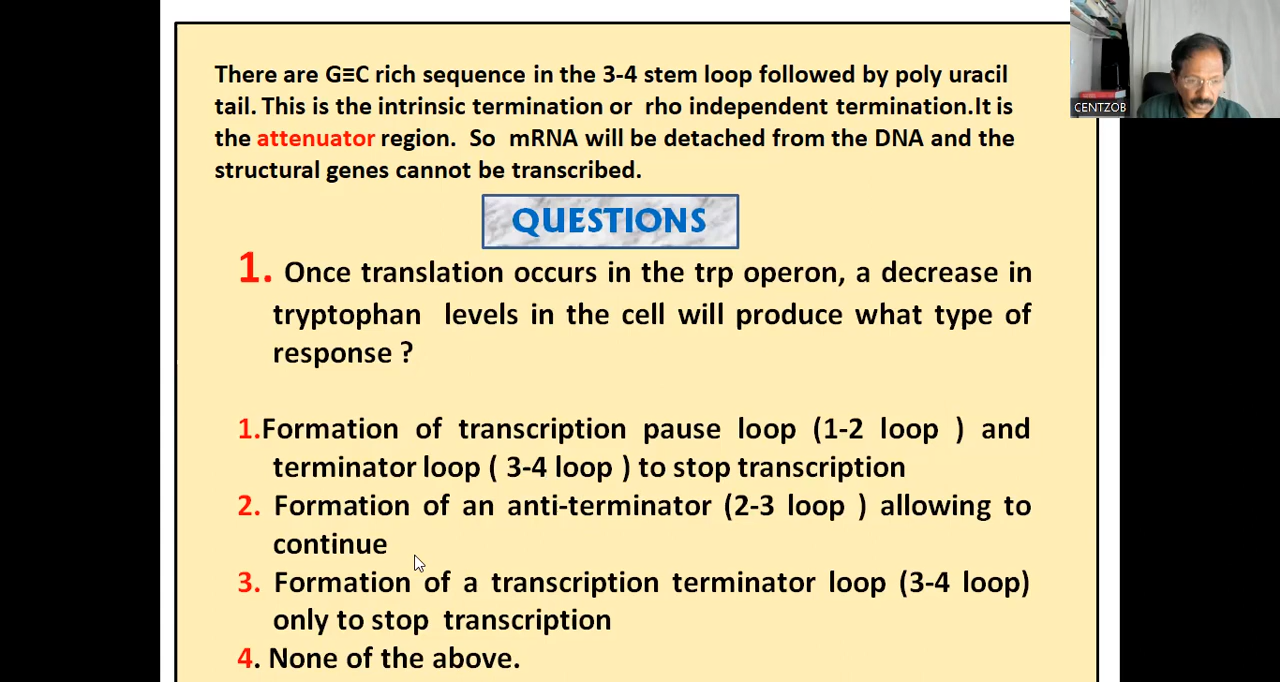 There are G≡C rich sequence in the 3-4 stem loop followed by poly uracil
tail. This is the intrinsic termination or rho independent termination.It is
the attenuator region. So mRNA will be detached from the DNA and the
structural genes cannot be transcribed.
CENTZOB
QUESTIONS
1. Once translation occurs in the trp operon, a decrease in
tryptophan levels in the cell will produce what type of
response ?
1.Formation of transcription pause loop (1-2 loop ) and
terminator loop ( 3-4 loop ) to stop transcription
2. Formation of an anti-terminator (2-3 loop ) allowing to
continue
3. Formation of a transcription terminator loop (3-4 loop)
only to stop transcription
4. None of the above.